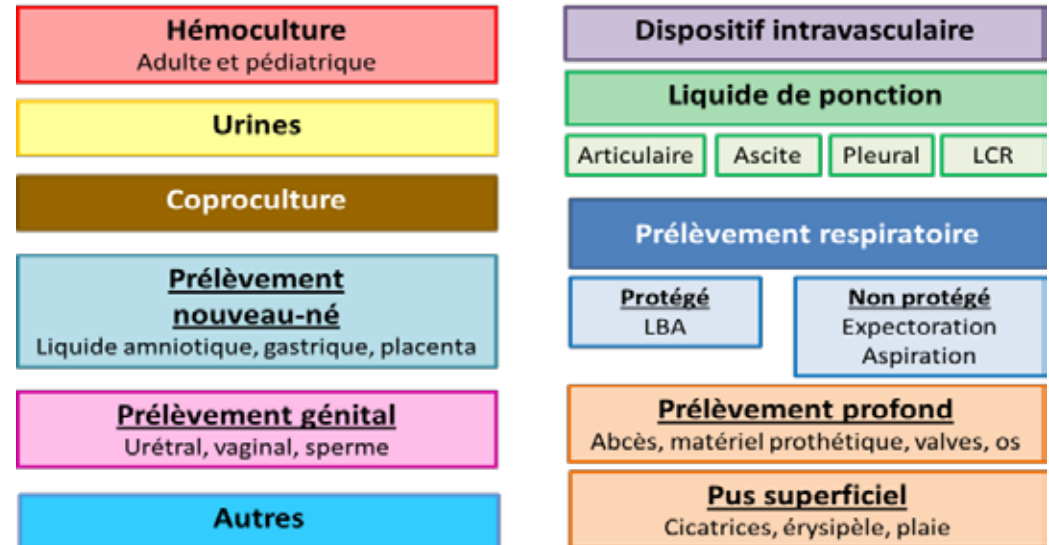 Hémoculture
Adulte et pédiatrique
Urines
Coproculture
Prélèvement
nouveau-né
Liquide amniotique, gastrique, placenta
Prélèvement génital
Urétral, vaginal, sperme
Autres
Dispositif intravasculaire
Liquide de ponction
Articulaire
Ascite
Pleural
LCR
Prélèvement respiratoire
Protégé
LBA
Non protégé
Expectoration
Aspiration
Prélèvement profond
Abcès, matériel prothétique, valves, os
Pus superficiel
Cicatrices, érysipèle, plaie